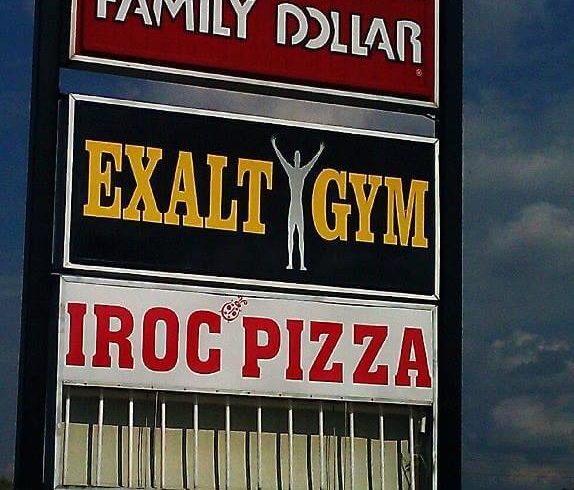 FAMILY DOLLAR
EXALT GYM
IROC PIZZA